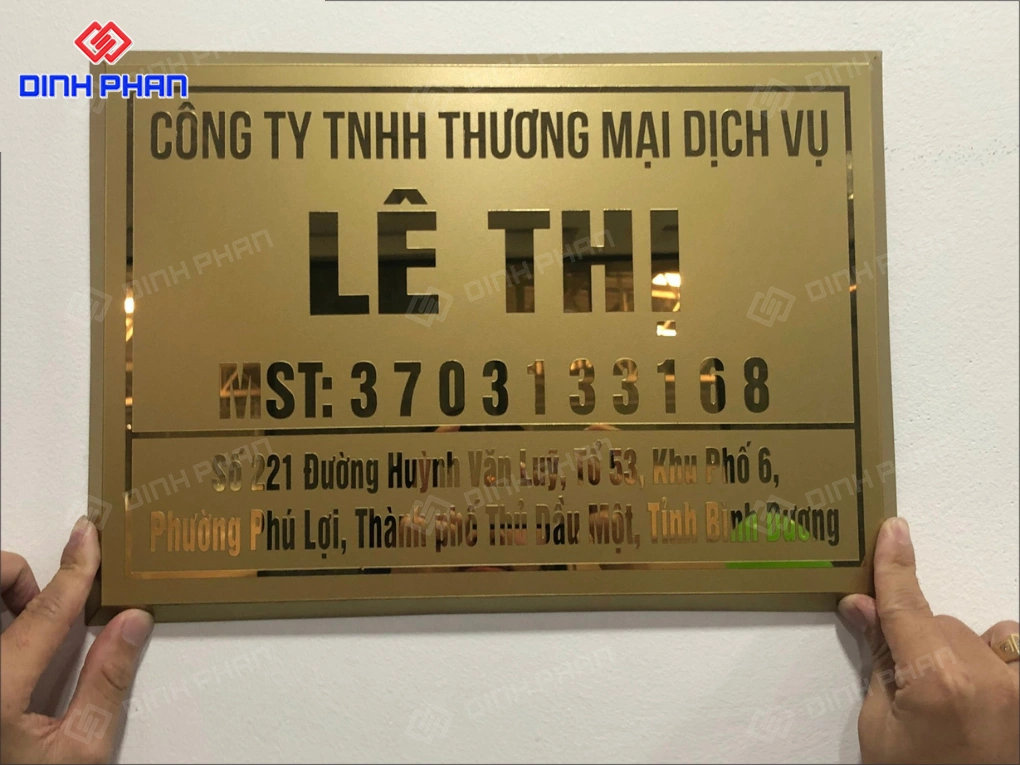 DINH PHAN
CÔNG TY TNHH THƯƠNG MẠI DỊCH VỤ
LÊ THỊ
MST: 3703133168
Số 221 Đường Huỳnh Văn Luỹ, Tổ 53, Khu Phố 6,
Phường Phú Lợi, Thành phố Thủ Dầu Một, Tỉnh Bình Dương